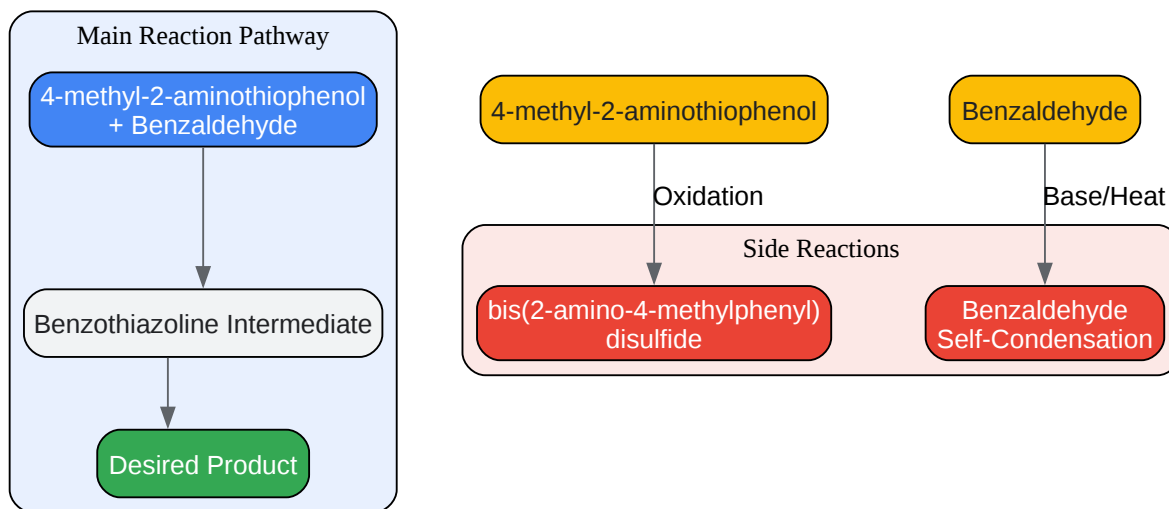 Main Reaction Pathway
4-methyl-2-aminothiophenol
+ Benzaldehyde
Benzothiazoline Intermediate
Desired Product
4-methyl-2-aminothiophenol
Benzaldehyde
Oxidation
Base/Heat
Side Reactions
bis(2-amino-4-methylphenyl)
disulfide
Benzaldehyde
Self-Condensation